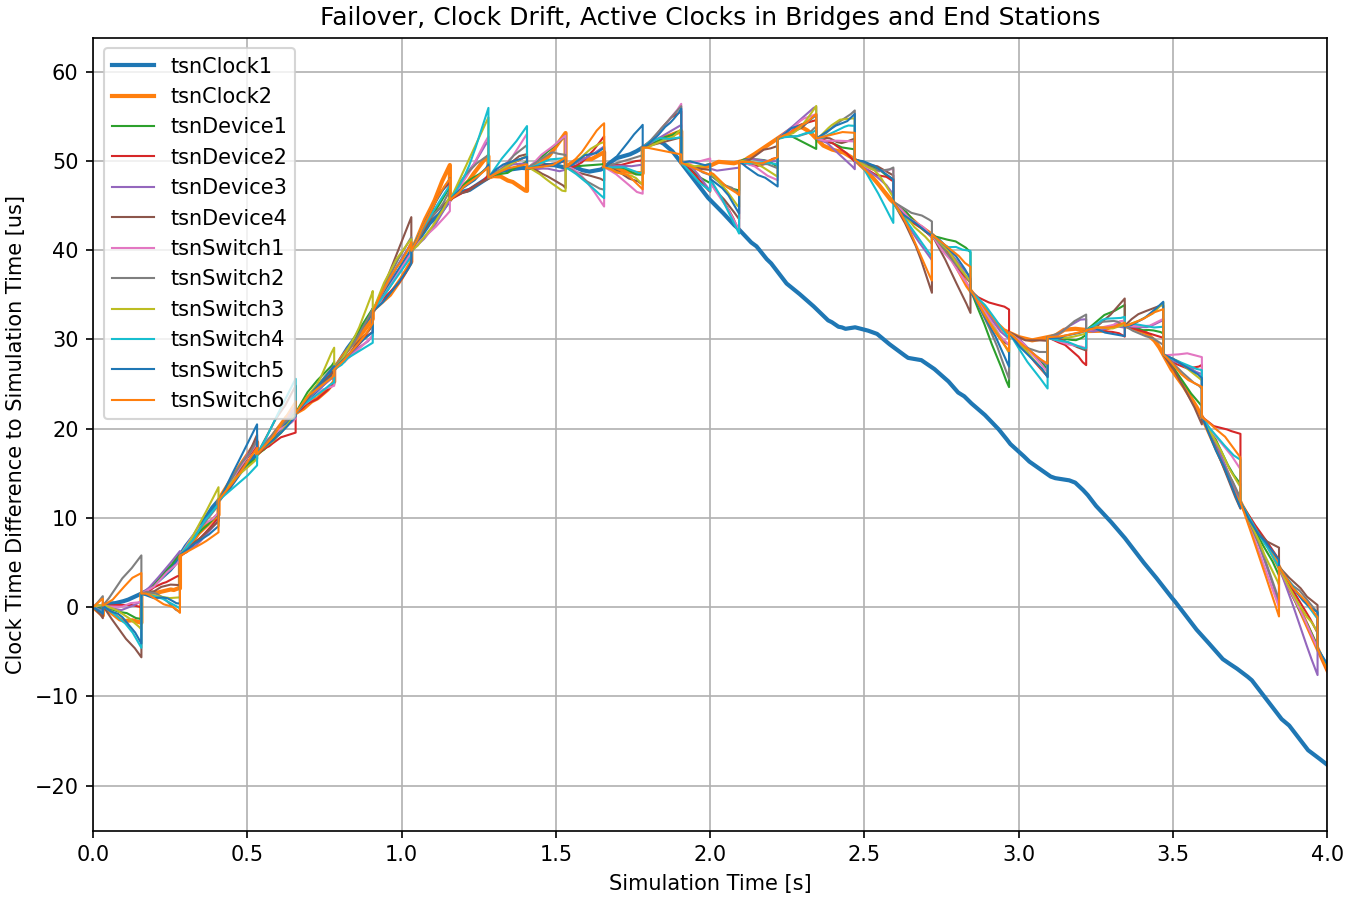 Failover, Clock Drift, Active Clocks in Bridges and End Stations
Clock Time Difference to Simulation Time [us]
60
50
40
30
20
10
0
−10
−20
tsnClock1
tsnClock2
tsnDevice1
tsnDevice2
tsnDevice3
tsnDevice4
tsnSwitch1
tsnSwitch2
tsnSwitch3
tsnSwitch4
tsnSwitch5
tsnSwitch6
0.0 0.5 1.0 1.5 2.0 2.5 3.0 3.5 4.0
Simulation Time [s]